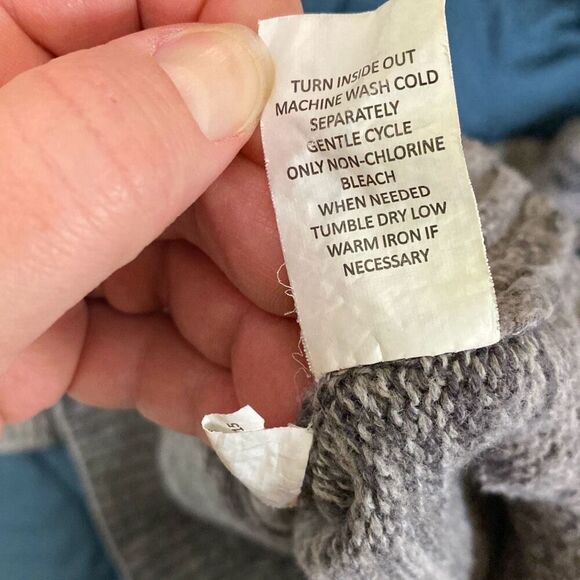 TURN INSIDE OUT
MACHINE WASH COLD
SEPARATELY
GENTLE CYCLE
ONLY NON-CHLORINE
BLEACH
WHEN NEEDED
TUMBLE DRY LOW
WARM IRON IF
NECESSARY